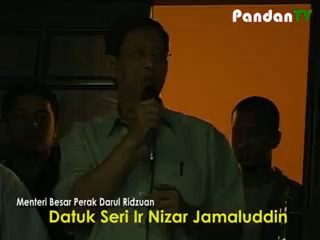 PandanTV
Menteri Besar Perak Darul Ridzuan
Datuk Seri Ir Nizar Jamaluddin